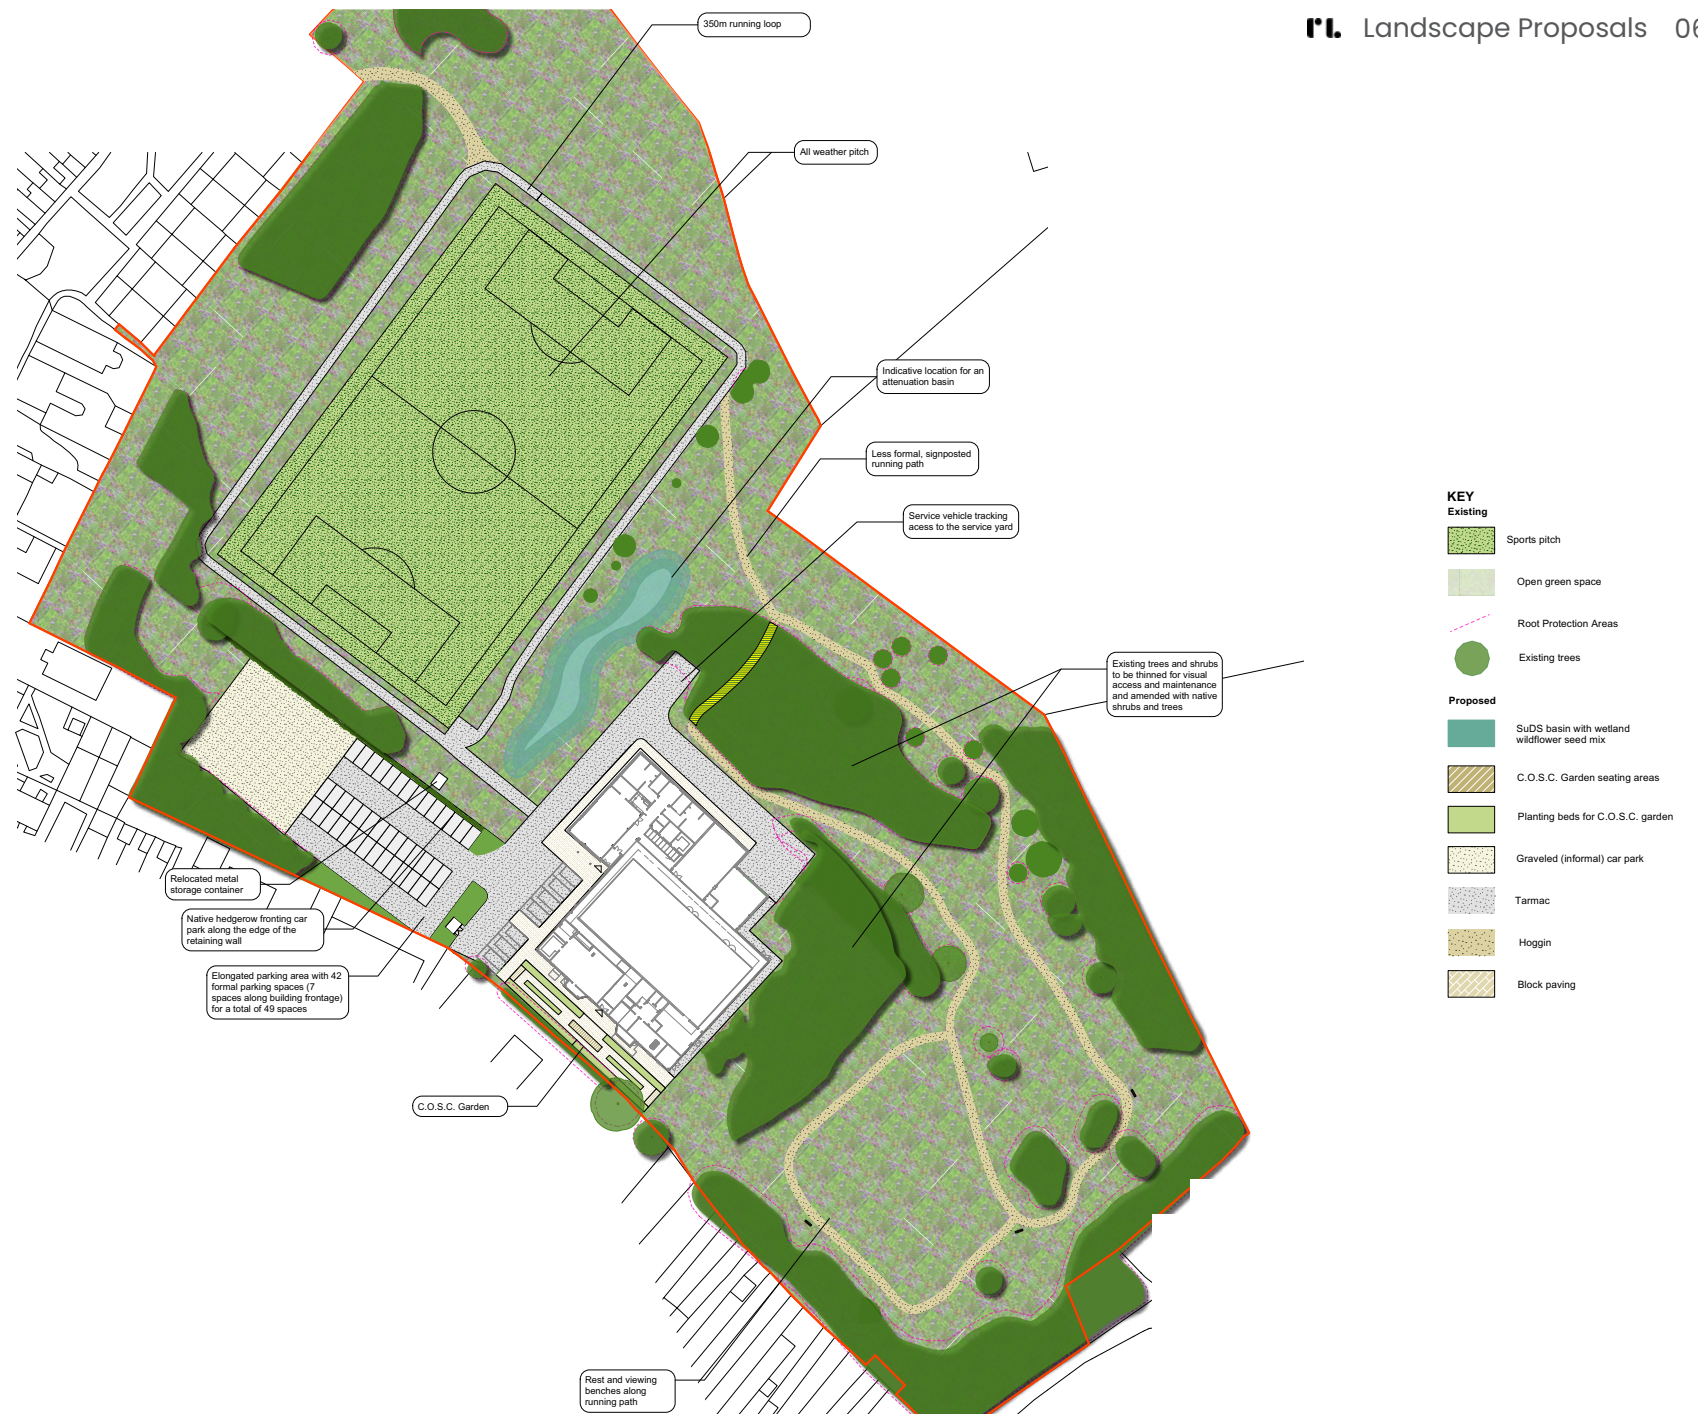 rl. Landscape Proposals 06
350m running loop
All weather pitch
Indicative location for an
attenuation basin
Less formal, signposted
running path
Service vehicle tracking
acess to the service yard
Existing trees and shrubs
to be thinned for visual
access and maintenance
and amended with native
shrubs and trees
Relocated metal
storage container
Native hedgerow fronting car
park along the edge of the
retaining wall
Elongated parking area with 42
formal parking spaces (7
spaces along building frontage)
for a total of 49 spaces
C.O.S.C. Garden
Rest and viewing
benches along
running path
KEY
Existing
Sports pitch
Open green space
Root Protection Areas
Existing trees
Proposed
SuDS basin with wetland
wildflower seed mix
C.O.S.C. Garden seating areas
Planting beds for C.O.S.C. garden
Graveled (informal) car park
Tarmac
Hoggin
Block paving